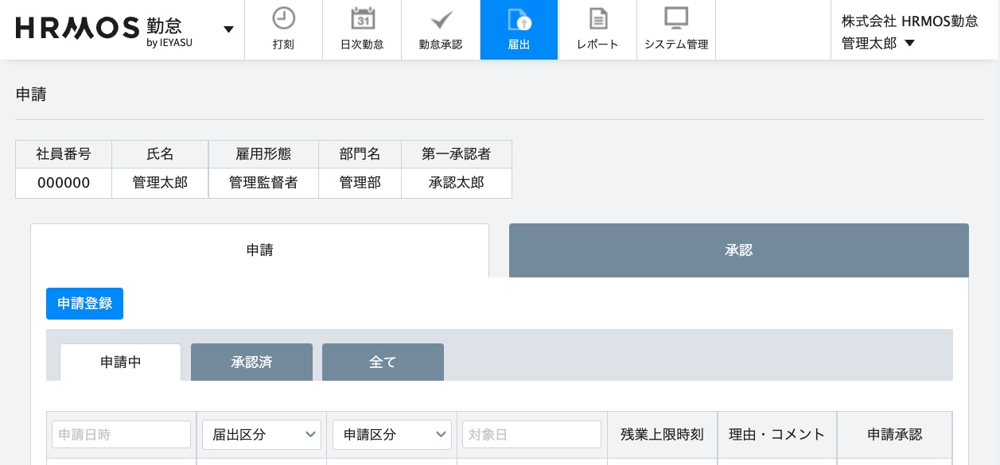 HRMOS 勤怠
by IEYASU
打刻
31
日次勤怠
勤怠承認
届出
レポート
システム管理
株式会社 HRMOS勤怠
管理太郎 ▼
申請
社員番号 氏名 雇用形態 部門名 第一承認者
000000 管理太郎 管理監督者 管理部 承認太郎
申請 承認
申請登録
申請中 承認済 全て
申請日時 届出区分 申請区分 対象日 残業上限時刻 理由・コメント 申請承認